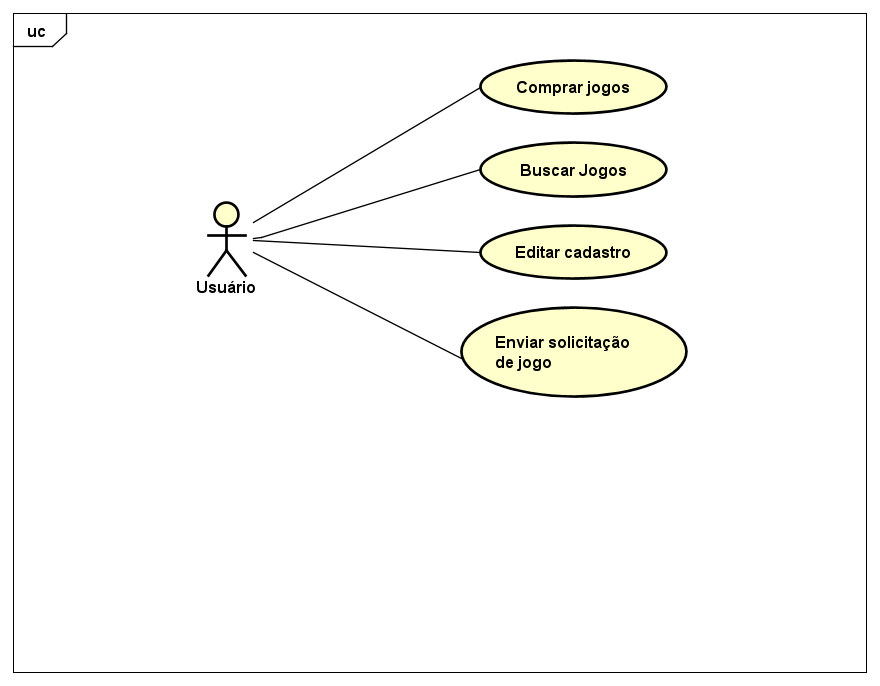 uc
Comprar jogos
Buscar Jogos
Editar cadastro
Usuário
Enviar solicitação
de jogo